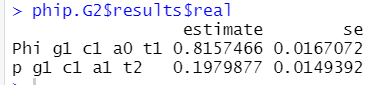 > phip.G2$results$real
estimate se
Phi g1 c1 a0 t1 0.8157466 0.0167072
p g1 c1 a1 t2 0.1979877 0.0149392